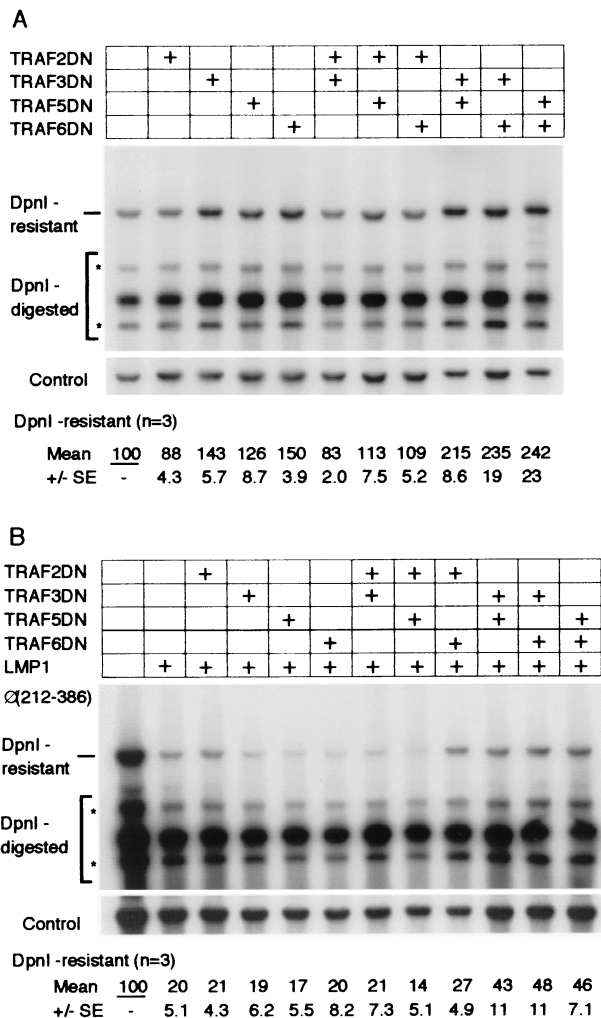 A
TRAF2DN + + + +
TRAF3DN + + + +
TRAF5DN + + + +
TRAF6DN + + + +
DpnI -
resistant
*
DpnI -
digested
*
Control
DpnI -resistant (n=3)
Mean 100 88 143 126 150 83 113 109 215 235 242
+/- SE - 4.3 5.7 8.7 3.9 2.0 7.5 5.2 8.6 19 23
B
TRAF2DN + + + +
TRAF3DN + + + +
TRAF5DN + + + +
TRAF6DN + + + +
LMP1 + + + + + + + + + + +
∅(212-386)
DpnI -
resistant
*
DpnI -
digested
*
Control
DpnI -resistant (n=3)
Mean 100 20 21 19 17 20 21 14 27 43 48 46
+/- SE - 5.1 4.3 6.2 5.5 8.2 7.3 5.1 4.9 11 11 7.1